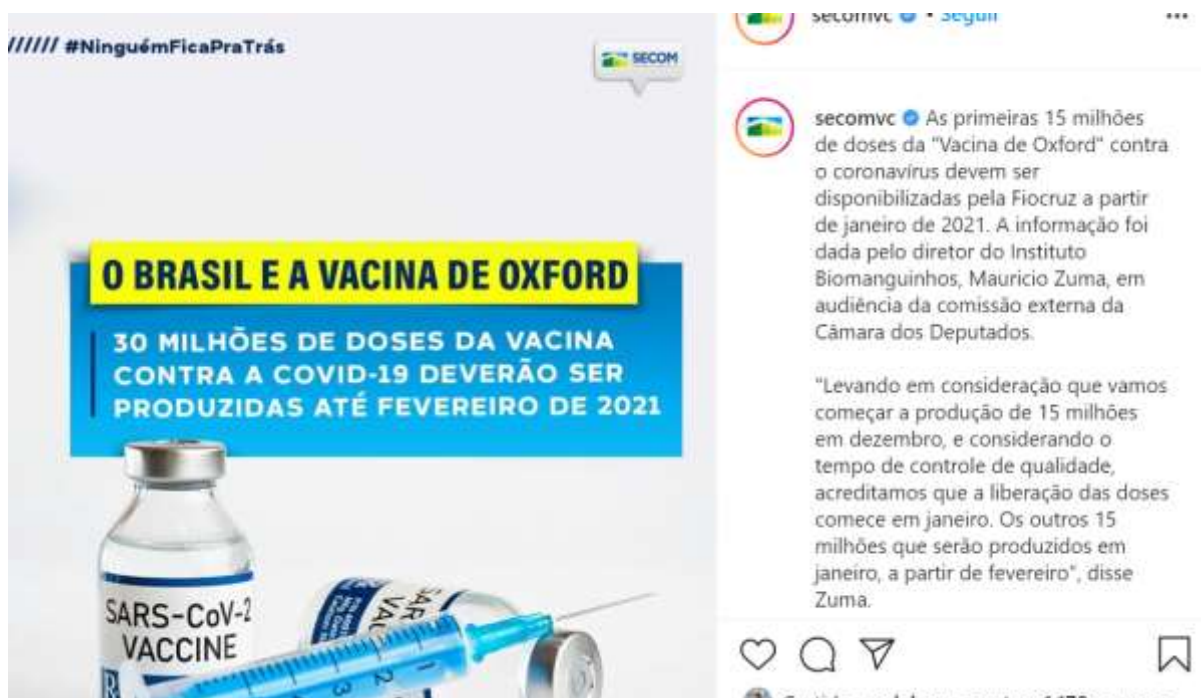 ////// #NinguémFicaPraTrás
SECOM
O BRASIL E A VACINA DE OXFORD
30 MILHÕES DE DOSES DA VACINA
CONTRA A COVID-19 DEVERÃO SER
PRODUZIDAS ATÉ FEVEREIRO DE 2021
SARS-CoV-2
VACCINE
secomvc • Seguir
secomvc As primeiras 15 milhões
de doses da "Vacina de Oxford" contra
o coronavírus devem ser
disponibilizadas pela Fiocruz a partir
de janeiro de 2021. A informação foi
dada pelo diretor do Instituto
Biomanguinhos, Mauricio Zuma, em
audiência da comissão externa da
Câmara dos Deputados.
"Levando em consideração que vamos
começar a produção de 15 milhões
em dezembro, e considerando o
tempo de controle de qualidade,
acreditamos que a liberação das doses
comece em janeiro. Os outros 15
milhões que serão produzidos em
janeiro, a partir de fevereiro", disse
Zuma.